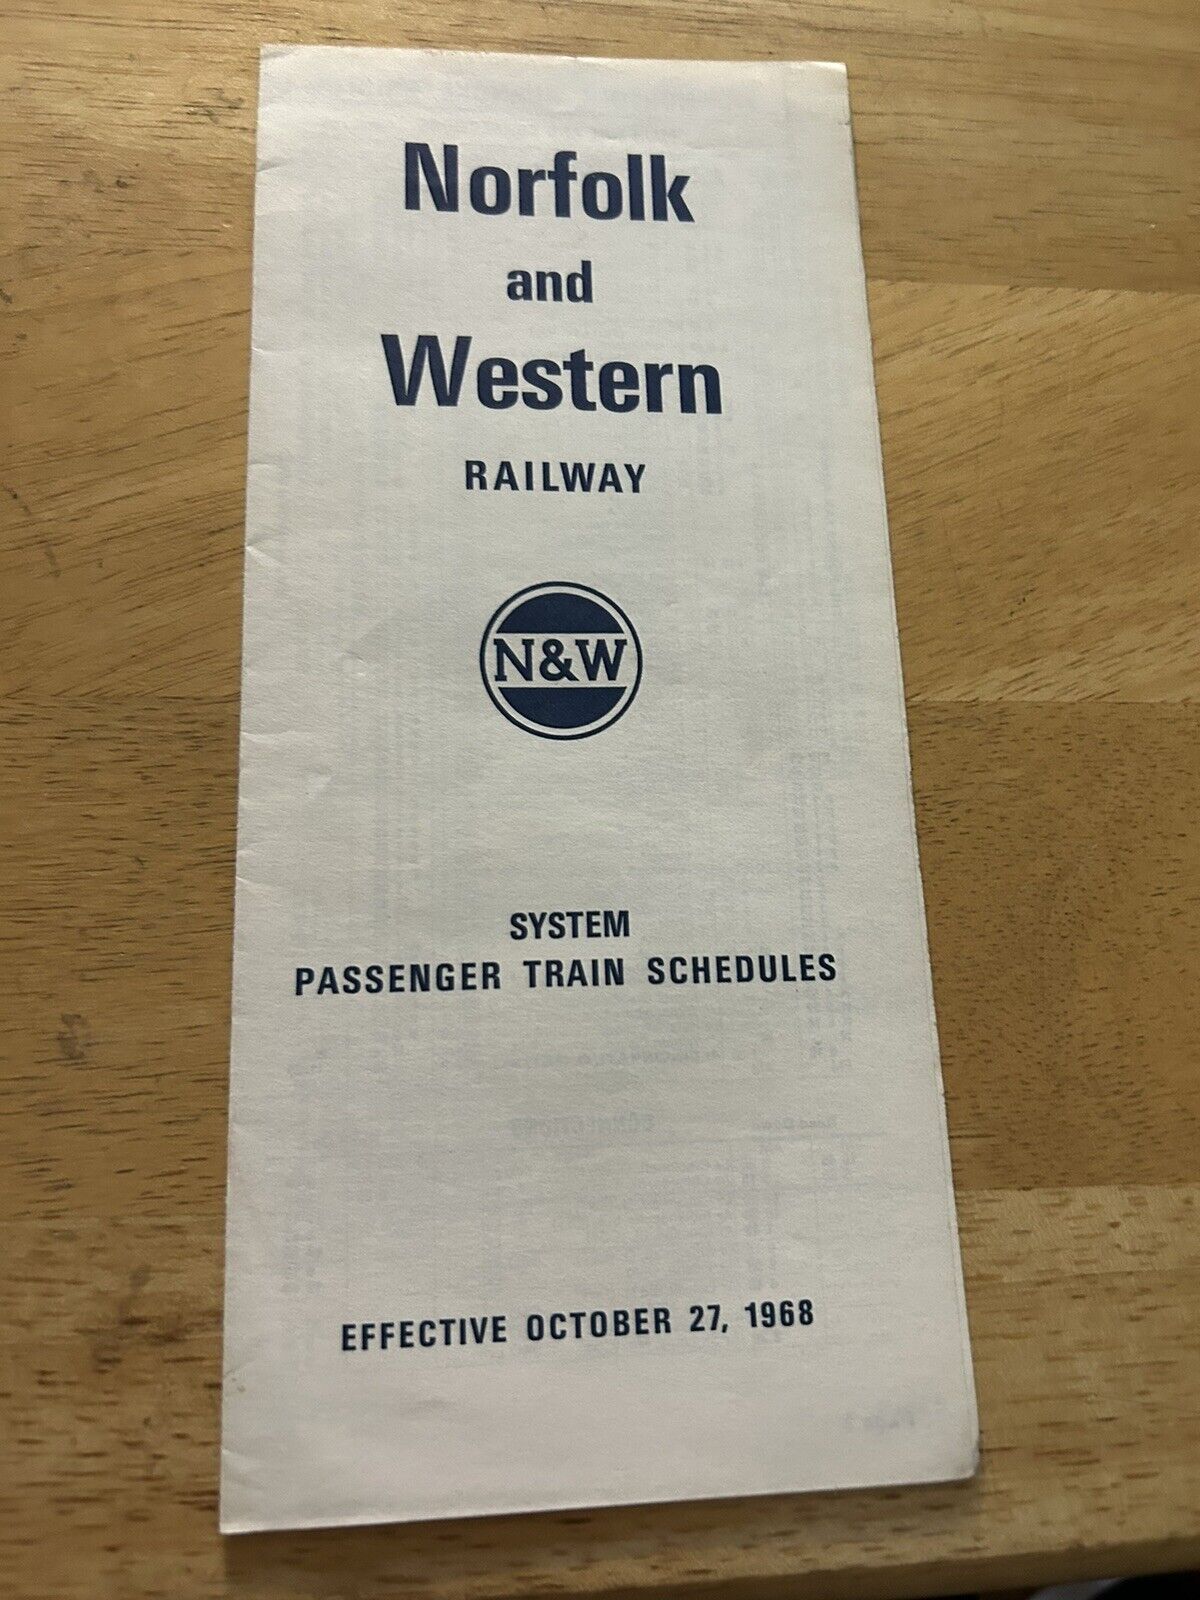 Norfolk
and
Western
RAILWAY
N&W
SYSTEM
PASSENGER TRAIN SCHEDULES
EFFECTIVE OCTOBER 27, 1968